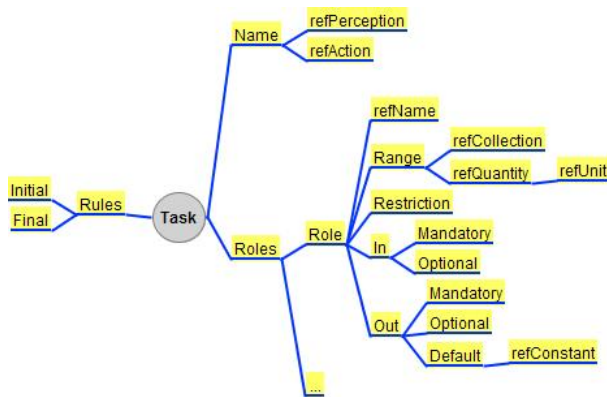 refPerception
Name
refAction
refName
refCollection
Range
refQuantity
refUnit
Initial
Rules
Restriction
Final
Task
Roles
Role
Mandatory
In
Optional
Mandatory
Out
Optional
Default
refConstant
...